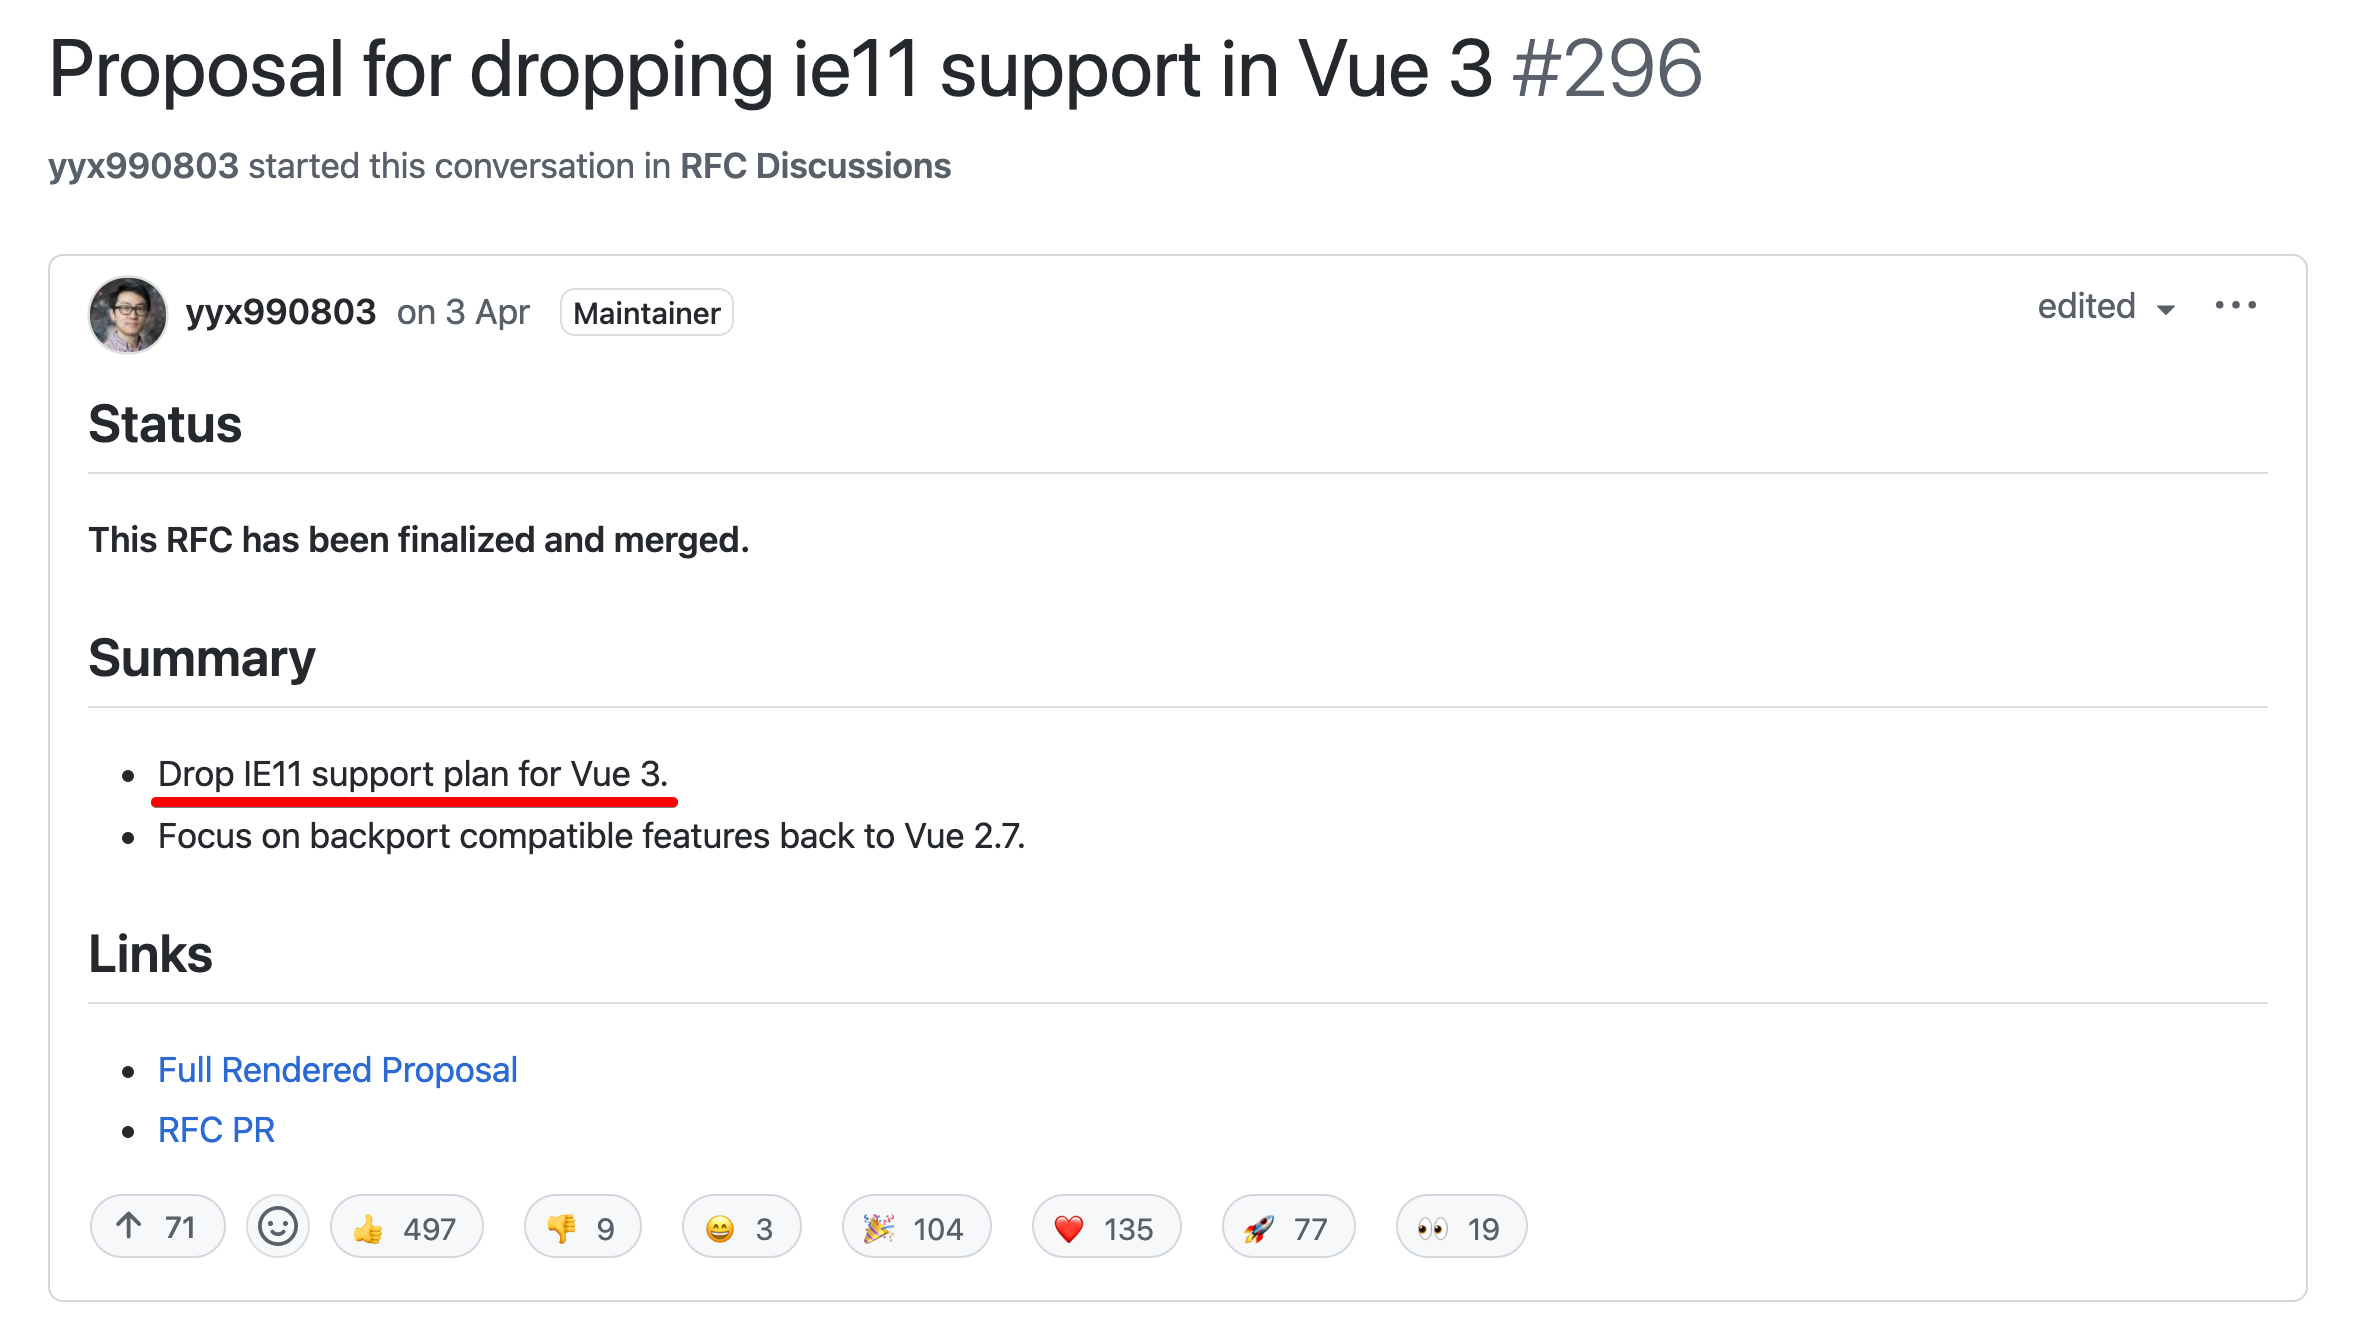 Proposal for dropping ie11 support in Vue 3 #296
yyx990803 started this conversation in RFC Discussions
yyx990803 on 3 Apr Maintainer edited
Status
This RFC has been finalized and merged.
Summary
Drop IE11 support plan for Vue 3.
Focus on backport compatible features back to Vue 2.7.
Links
Full Rendered Proposal
RFC PR
71 497 9 3 104 135 77 19